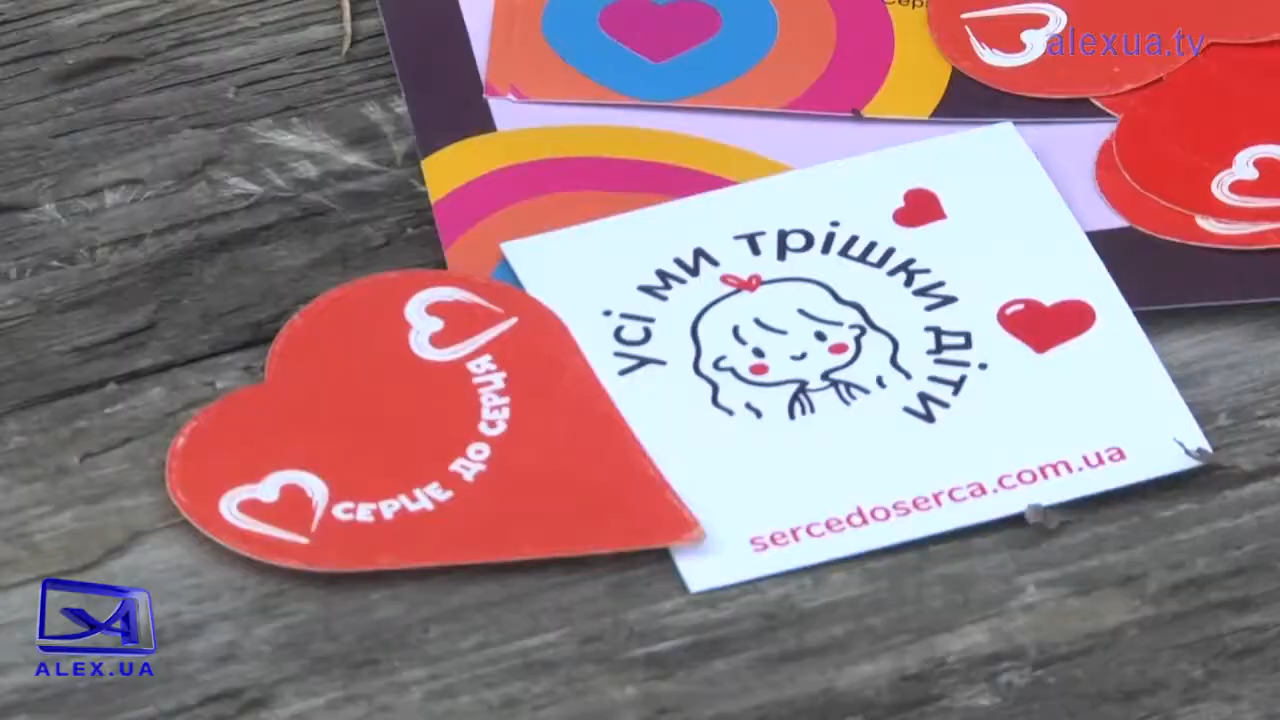 alexua.tv
усі ми трішки діти
sercedoserca.com.ua
СЕРЦЕ ДО СЕРЦЯ
ALEX.UA